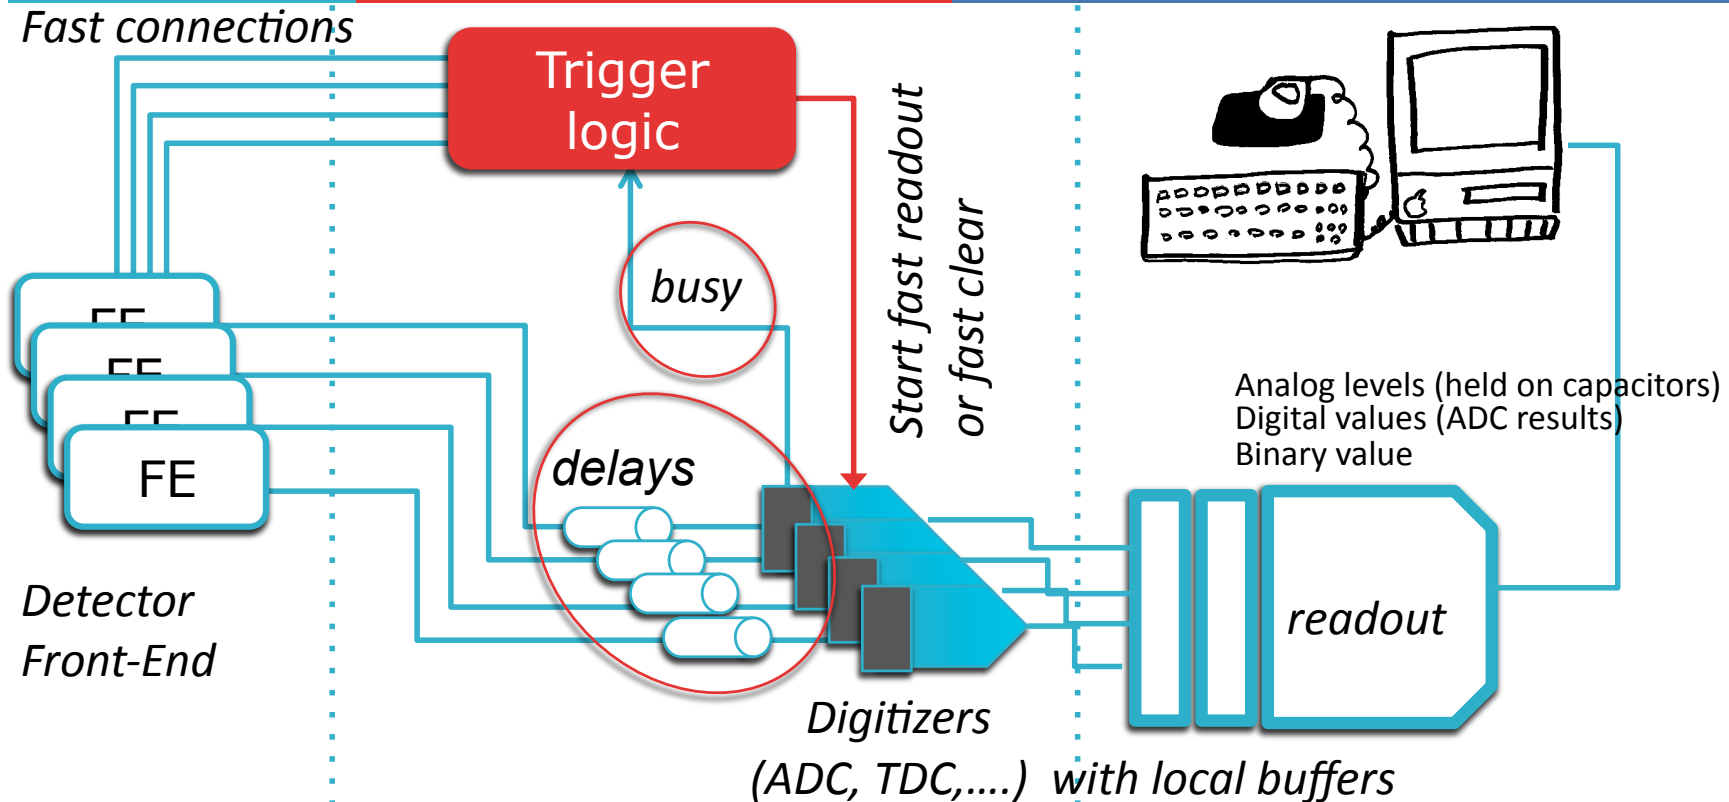 Fast connections
Trigger
logic
Start fast readout
or fast clear
busy
FE
FE
FE
FE
delays
Analog levels (held on capacitors)
Digital values (ADC results)
Binary value
readout
Detector
Front-End
Digitizers
(ADC, TDC,....) with local buffers